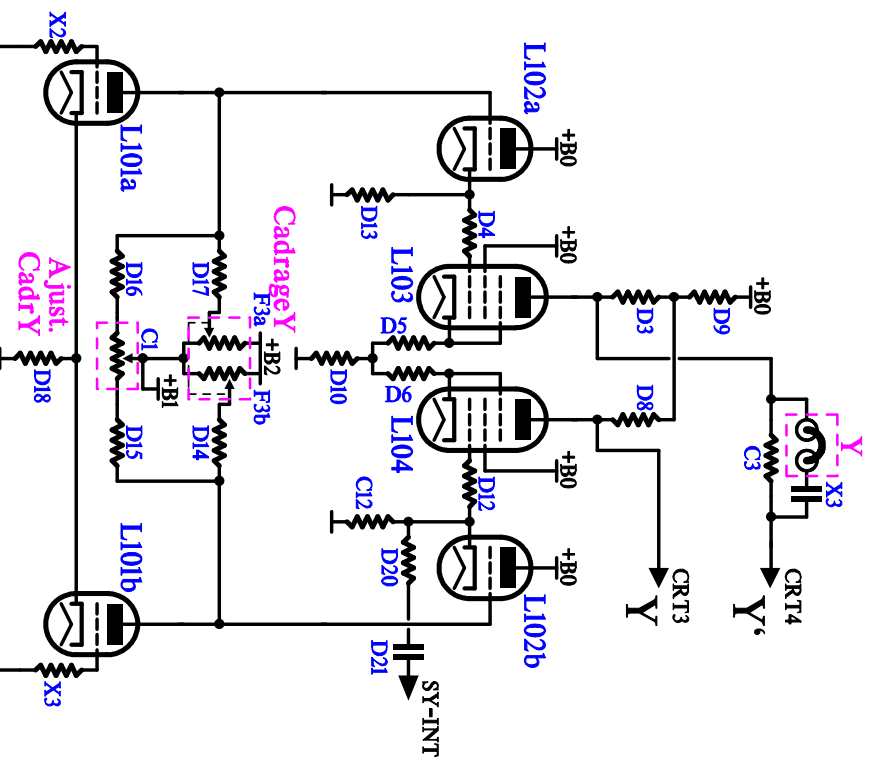 Y
X3
CRT4
Y‘
+B0
C3
D9
CRT3
Y
D3
D8
+B0
+B0
+B0
+B0
L102a
L102b
D4
D12
L103
L104
D5
D6
SY-INT
D13
C12
D20
D21
D10
CadrageY
+B2
F3a
F3b
D17
D14
+B1
C1
D16
D15
L101a
L101b
X2
X3
Ajust.
CadrY
D18